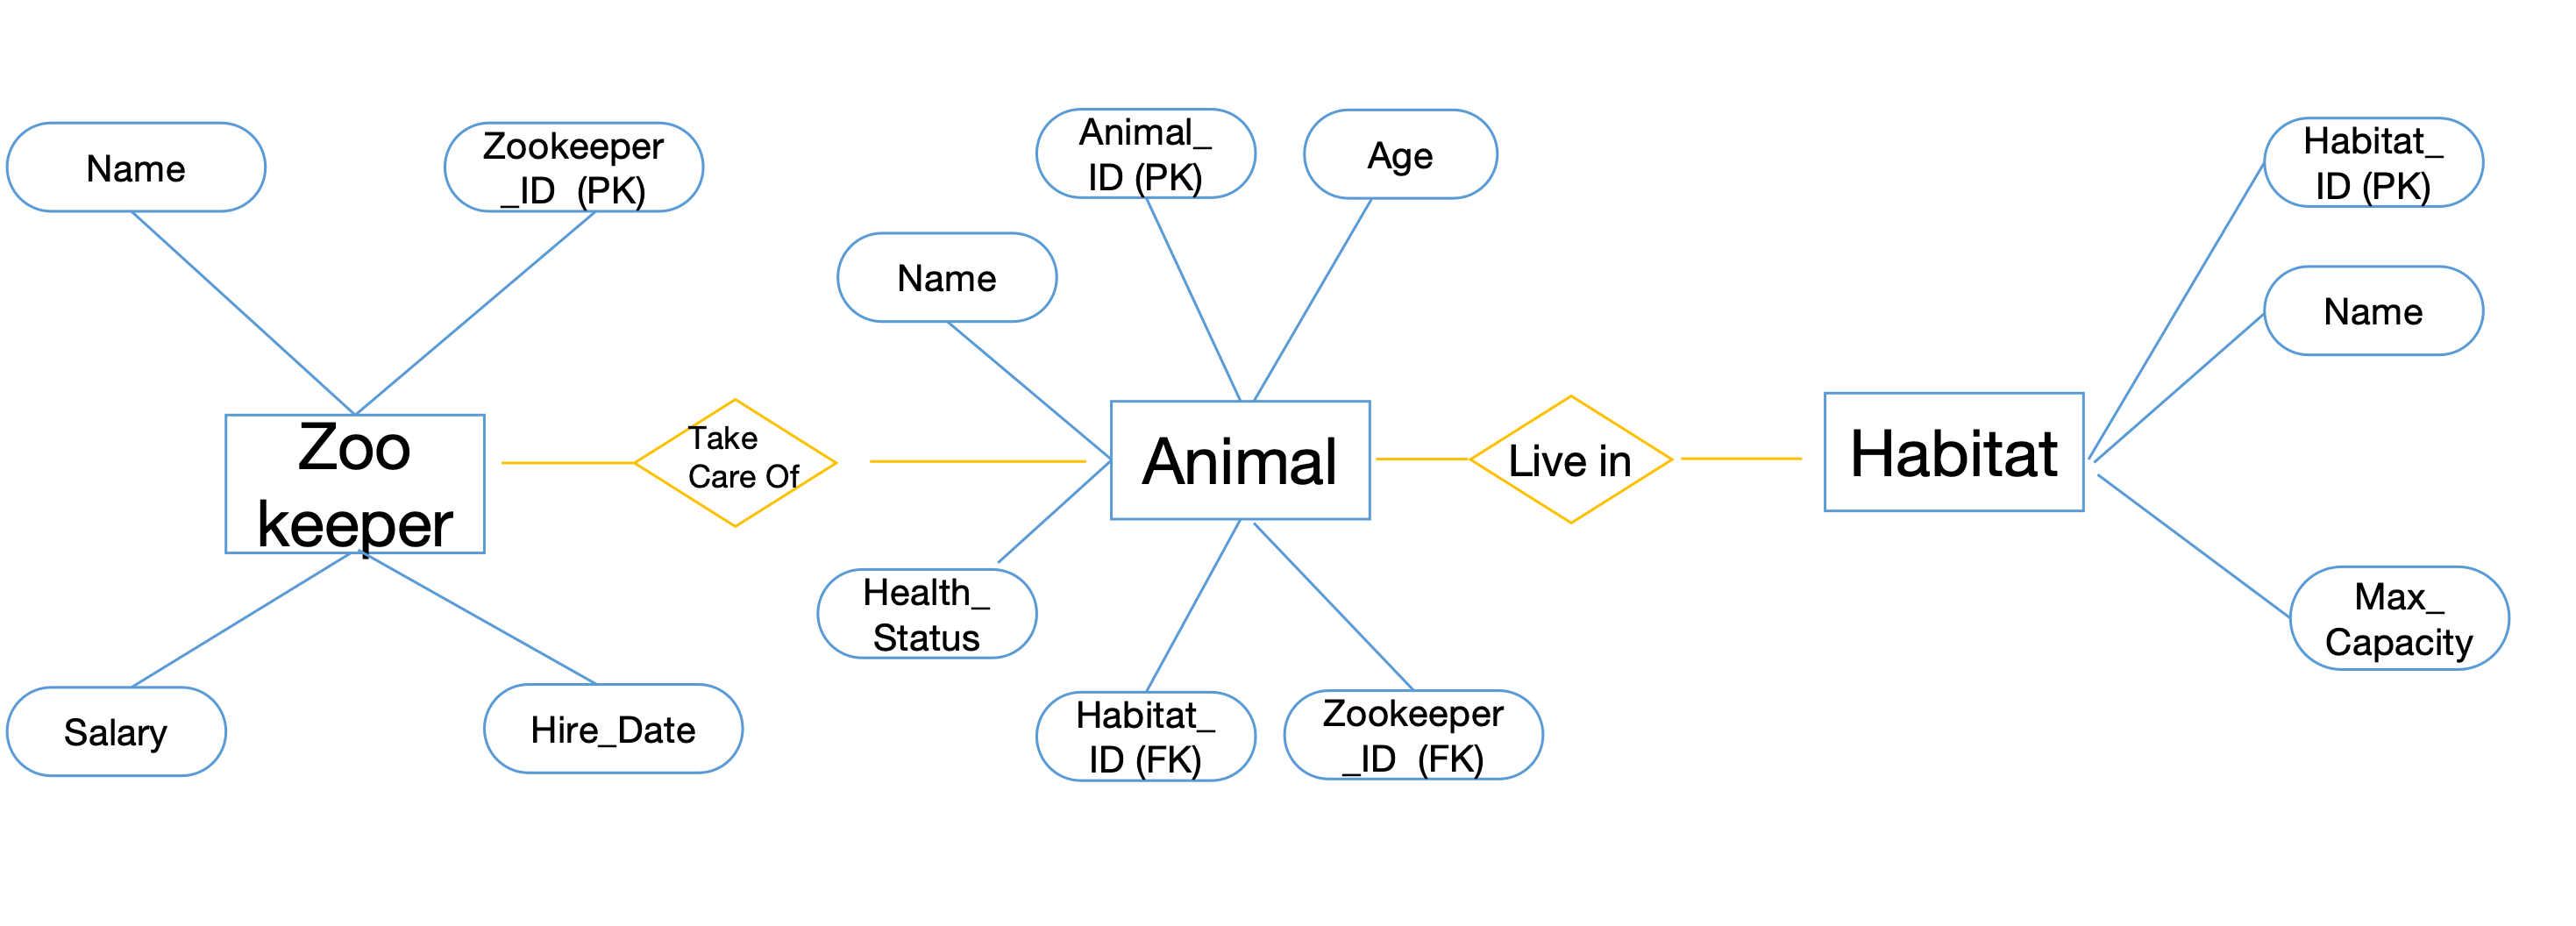 Name
Zookeeper
_ID (PK)
Animal_
ID (PK)
Age
Habitat_
ID (PK)
Name
Name
Zoo
keeper
Take
Care Of
Animal
Live in
Habitat
Health_
Status
Max_
Capacity
Salary
Hire_Date
Habitat_
ID (FK)
Zookeeper
_ID (FK)